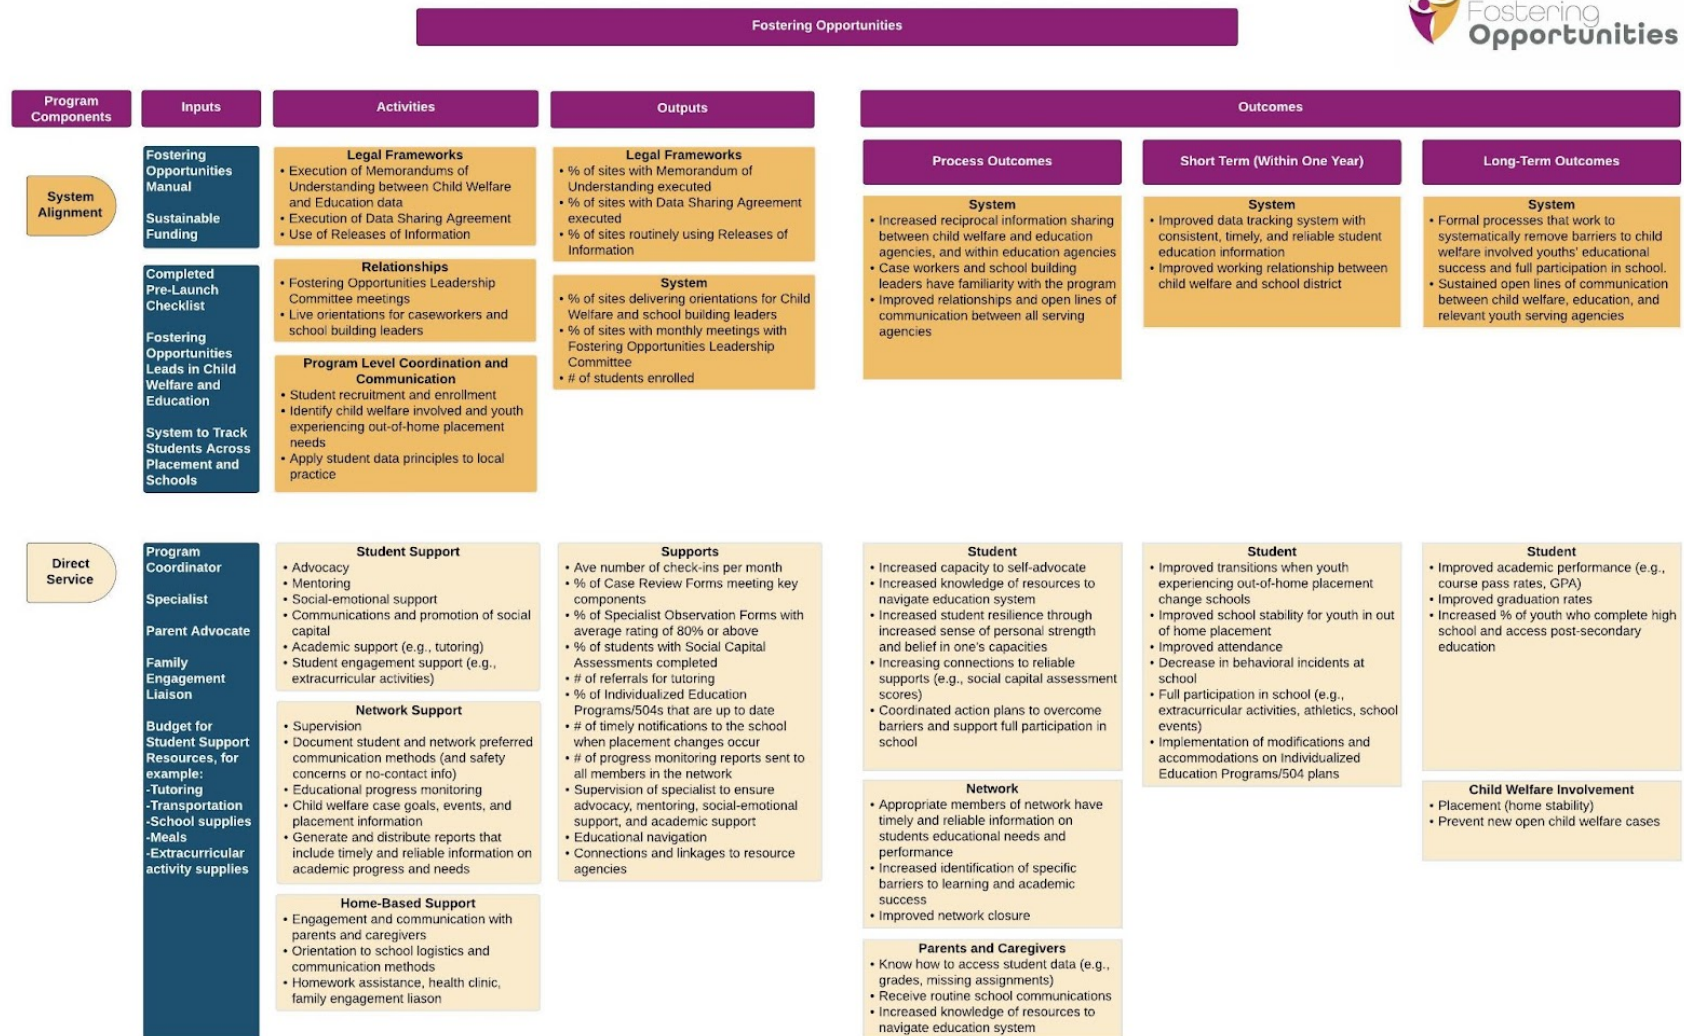 Fostering Opportunities
Fostering
Opportunities
Program
Components
Inputs
Activities
Outputs
Outcomes
Process Outcomes
Short Term (Within One Year)
Long-Term Outcomes
System
Alignment
Fostering
Opportunities
Manual
Sustainable
Funding
Completed
Pre-Launch
Checklist
Fostering
Opportunities
Leads in Child
Welfare and
Education
System to Track
Students Across
Placement and
Schools
Legal Frameworks
• Execution of Memorandums of
Understanding between Child Welfare
and Education data
• Execution of Data Sharing Agreement
• Use of Releases of Information
Relationships
• Fostering Opportunities Leadership
Committee meetings
• Live orientations for caseworkers and
school building leaders
Program Level Coordination and
Communication
• Student recruitment and enrollment
• Identify child welfare involved and youth
experiencing out-of-home placement
needs
• Apply student data principles to local
practice
Legal Frameworks
• % of sites with Memorandum of
Understanding executed
• % of sites with Data Sharing Agreement
executed
• % of sites routinely using Releases of
Information
System
• % of sites delivering orientations for Child
Welfare and school building leaders
• % of sites with monthly meetings with
Fostering Opportunities Leadership
Committee
• # of students enrolled
System
• Increased reciprocal information sharing
between child welfare and education
agencies, and within education agencies
• Case workers and school building
leaders have familiarity with the program
• Improved relationships and open lines of
communication between all serving
agencies
System
• Improved data tracking system with
consistent, timely, and reliable student
education information
• Improved working relationship between
child welfare and school district
System
• Formal processes that work to
systematically remove barriers to child
welfare involved youths' educational
success and full participation in school.
• Sustained open lines of communication
between child welfare, education, and
relevant youth serving agencies
Direct
Service
Program
Coordinator
Specialist
Parent Advocate
Family
Engagement
Liaison
Budget for
Student Support
Resources, for
example:
-Tutoring
-Transportation
-School supplies
-Meals
-Extracurricular
activity supplies
Student Support
• Advocacy
• Mentoring
• Social-emotional support
• Communications and promotion of social
capital
• Academic support (e.g., tutoring)
• Student engagement support (e.g.,
extracurricular activities)
Network Support
• Supervision
• Document student and network preferred
communication methods (and safety
concerns or no-contact info)
• Educational progress monitoring
• Child welfare case goals, events, and
placement information
• Generate and distribute reports that
include timely and reliable information on
academic progress and needs
Home-Based Support
• Engagement and communication with
parents and caregivers
• Orientation to school logistics and
communication methods
• Homework assistance, health clinic,
family engagement liason
Supports
• Ave number of check-ins per month
• % of Case Review Forms meeting key
components
• % of Specialist Observation Forms with
average rating of 80% or above
• % of students with Social Capital
Assessments completed
• # of referrals for tutoring
• % of Individualized Education
Programs/504s that are up to date
• # of timely notifications to the school
when placement changes occur
• # of progress monitoring reports sent to
all members in the network
• Supervision of specialist to ensure
advocacy, mentoring, social-emotional
support, and academic support
• Educational navigation
• Connections and linkages to resource
agencies
Student
• Increased capacity to self-advocate
• Increased knowledge of resources to
navigate education system
• Increased student resilience through
increased sense of personal strength
and belief in one's capacities
• Increasing connections to reliable
supports (e.g., social capital assessment
scores)
• Coordinated action plans to overcome
barriers and support full participation in
school
Network
• Appropriate members of network have
timely and reliable information on
students educational needs and
performance
• Increased identification of specific
barriers to learning and academic
success
• Improved network closure
Parents and Caregivers
• Know how to access student data (e.g.,
grades, missing assignments)
• Receive routine school communications
• Increased knowledge of resources to
navigate education system
Student
• Improved transitions when youth
experiencing out-of-home placement
change schools
• Improved school stability for youth in out
of home placement
• Improved attendance
• Decrease in behavioral incidents at
school
• Full participation in school (e.g.,
extracurricular activities, athletics, school
events)
• Implementation of modifications and
accommodations on Individualized
Education Programs/504 plans
Student
• Improved academic performance (e.g.,
course pass rates, GPA)
• Improved graduation rates
• Increased % of youth who complete high
school and access post-secondary
education
Child Welfare Involvement
• Placement (home stability)
• Prevent new open child welfare cases